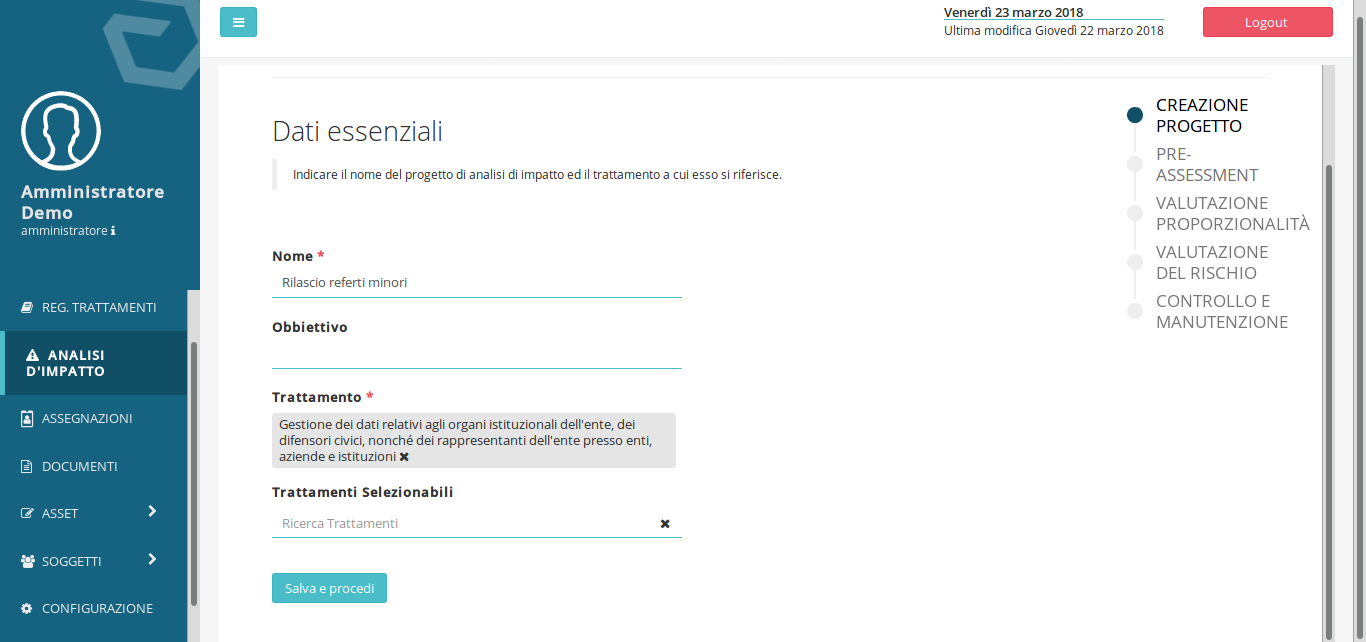 Venerdì 23 marzo 2018
Ultima modifica Giovedì 22 marzo 2018
Logout
Amministratore
Demo
amministratore
REG. TRATTAMENTI
ANALISI
D'IMPATTO
ASSEGNAZIONI
DOCUMENTI
ASSET
SOGGETTI
CONFIGURAZIONE
Dati essenziali
Indicare il nome del progetto di analisi di impatto ed il trattamento a cui esso si riferisce.
Nome *
Rilascio referti minori
Obbiettivo
Trattamento *
Gestione dei dati relativi agli organi istituzionali dell'ente, dei
difensori civici, nonché dei rappresentanti dell'ente presso enti,
aziende e istituzioni
Trattamenti Selezionabili
Ricerca Trattamenti
Salva e procedi
CREAZIONE
PROGETTO
PRE-
ASSESSMENT
VALUTAZIONE
PROPORZIONALITÀ
VALUTAZIONE
DEL RISCHIO
CONTROLLO E
MANUTENZIONE